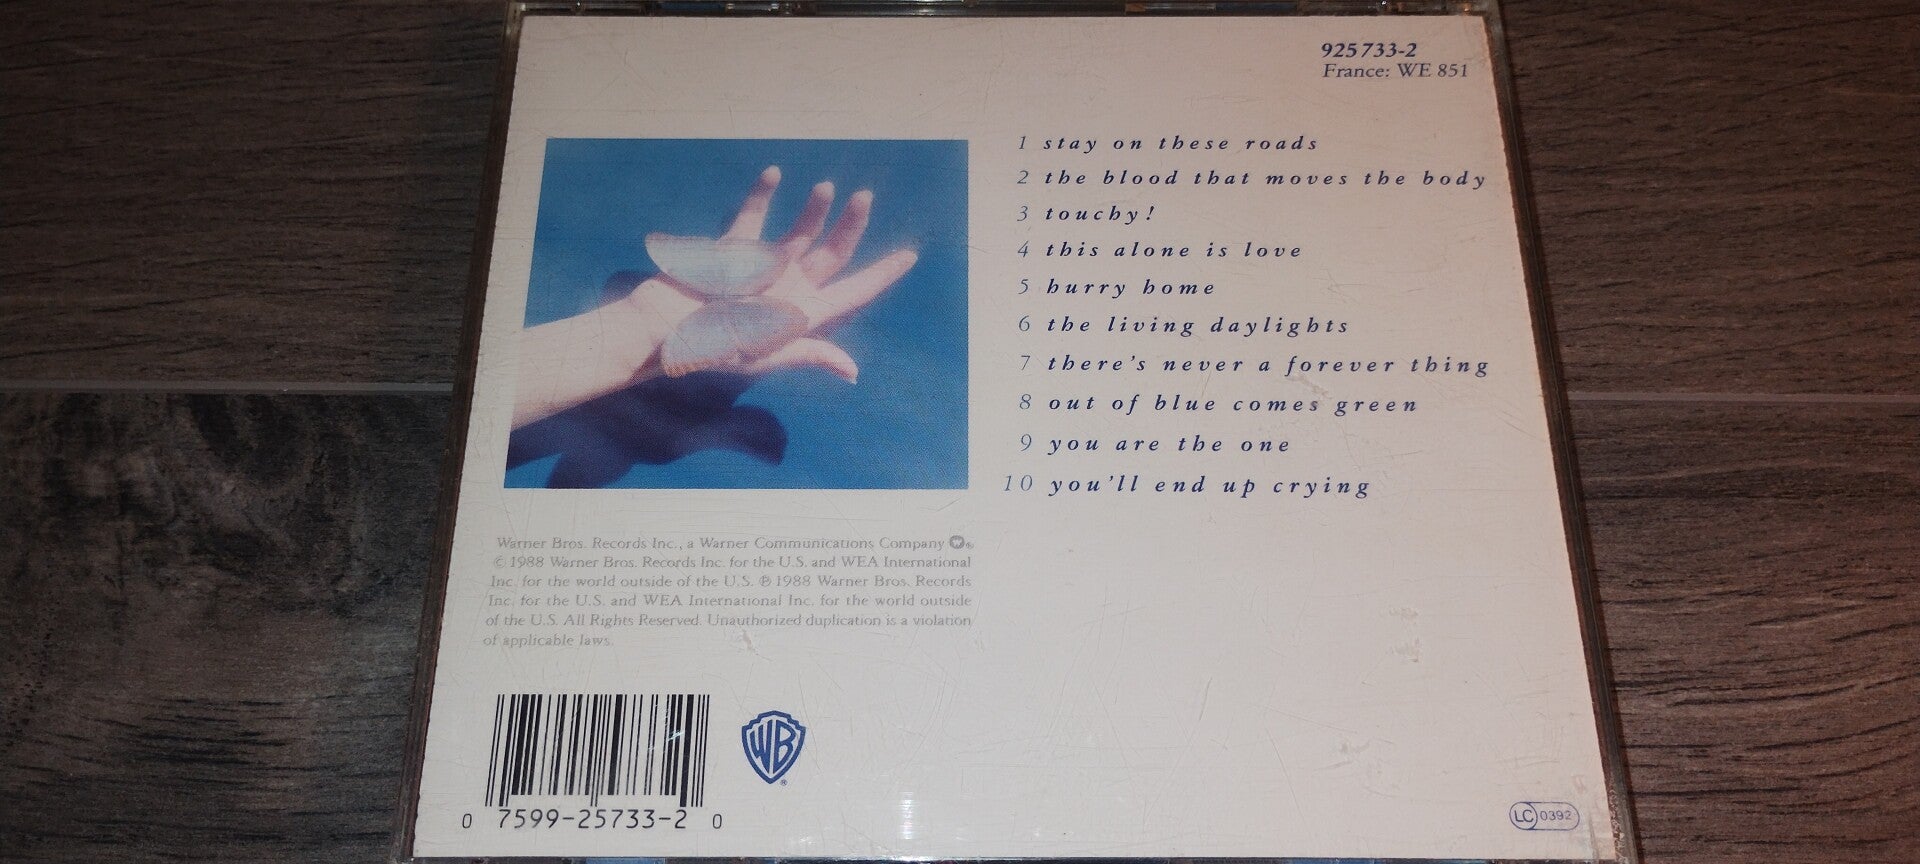 925 733-2
France: WE 851
1 stay on these roads
2 the blood that moves the body
3 touchy!
4 this alone is love
5 hurry home
6 the living daylights
7 there's never a forever thing
8 out of blue comes green
9 you are the one
10 you'll end up crying
Warner Bros. Records Inc., a Warner Communications Company W®
© 1988 Warner Bros. Records Inc. for the U.S. and WEA International
Inc. for the world outside of the U.S. ℗ 1988 Warner Bros. Records
Inc. for the U.S. and WEA International Inc. for the world outside
of the U.S. All Rights Reserved. Unauthorized duplication is a violation
of applicable laws.
WB®
0 7599-25733-2 0
LC 0392